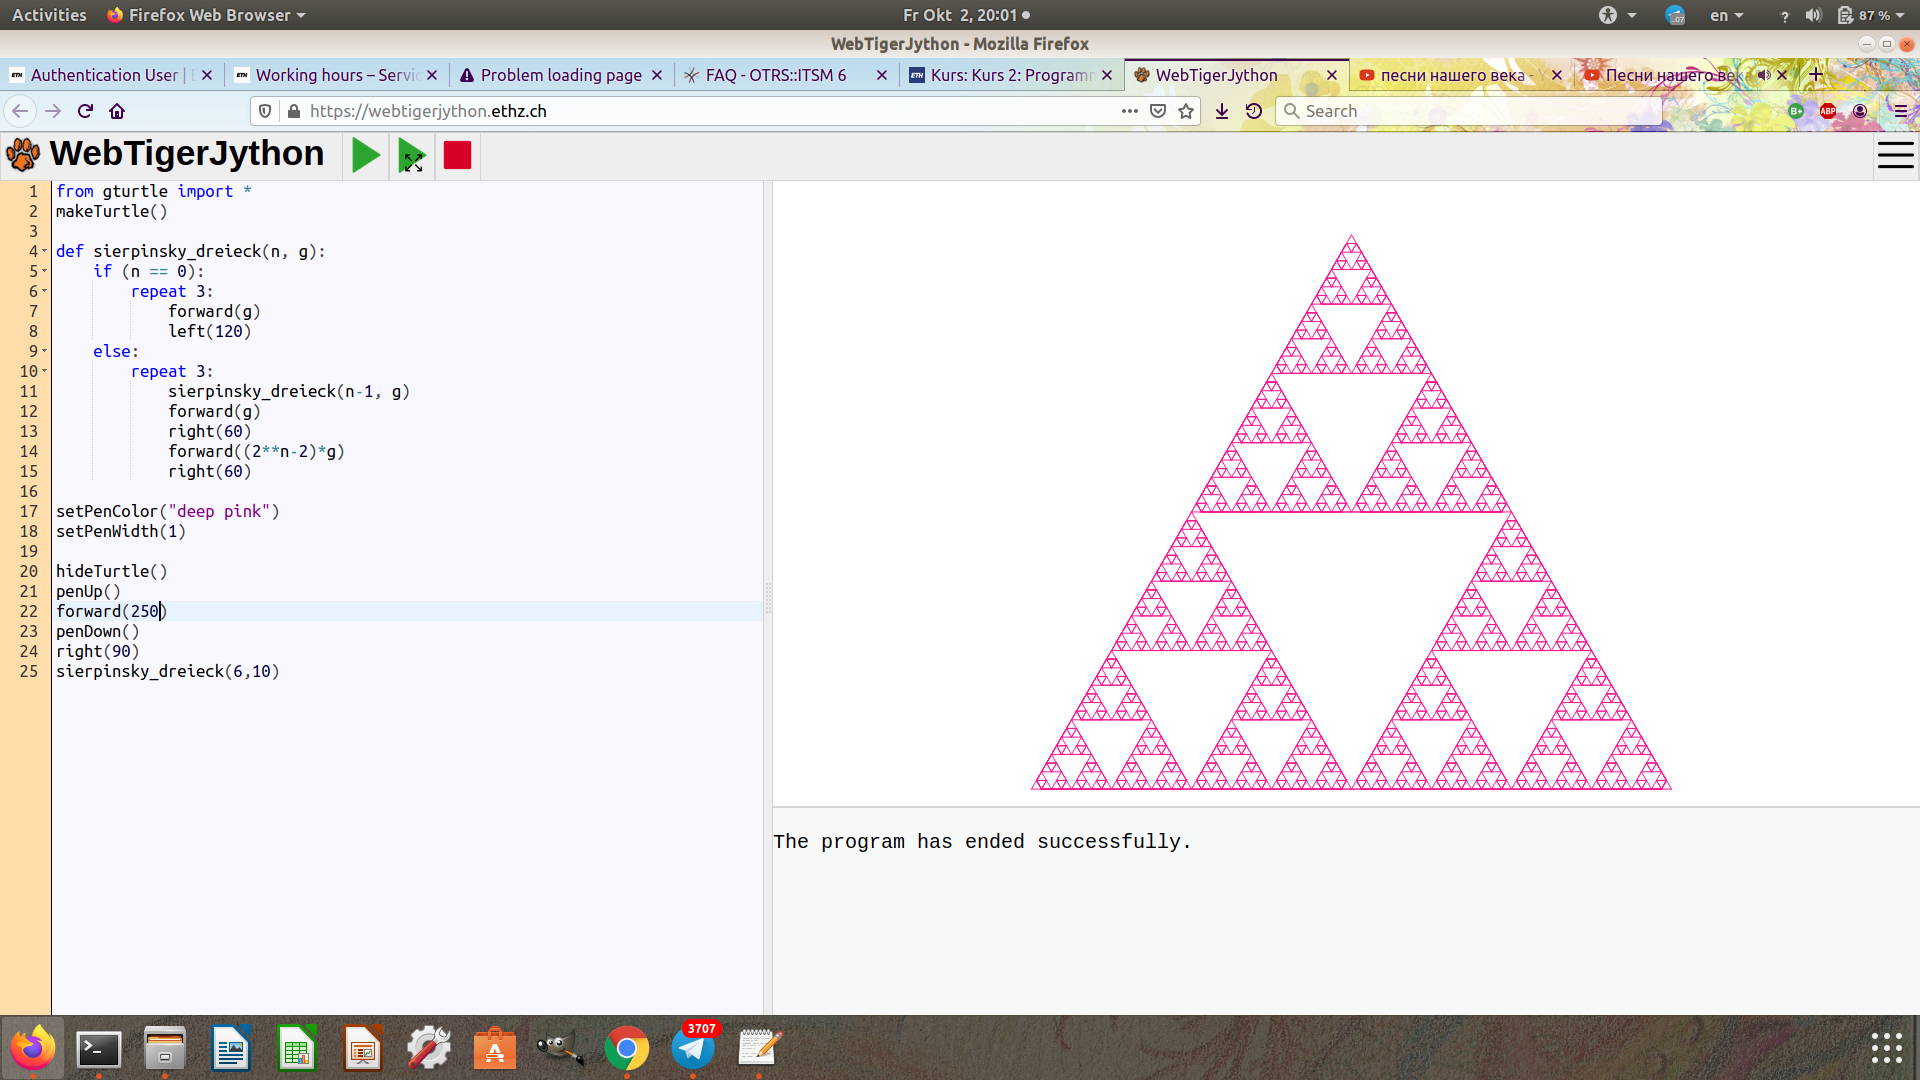 Activities Firefox Web Browser Fr Okt 2, 20:01 en ? 87 %
WebTigerJython - Mozilla Firefox
Authentication User | Working hours – Servic Problem loading page FAQ - OTRS::ITSM 6 Kurs: Kurs 2: Programm WebTigerJython песни нашего века - Песни нашего века
https://webtigerjython.ethz.ch Search ABP
WebTigerJython
1 from gturtle import *
2 makeTurtle()
3
4 def sierpinsky_dreieck(n, g):
5 if (n == 0):
6 repeat 3:
7 forward(g)
8 left(120)
9 else:
10 repeat 3:
11 sierpinsky_dreieck(n-1, g)
12 forward(g)
13 right(60)
14 forward((2**n-2)*g)
15 right(60)
16
17 setPenColor("deep pink")
18 setPenWidth(1)
19
20 hideTurtle()
21 penUp()
22 forward(250)
23 penDown()
24 right(90)
25 sierpinsky_dreieck(6,10)
The program has ended successfully.
3707